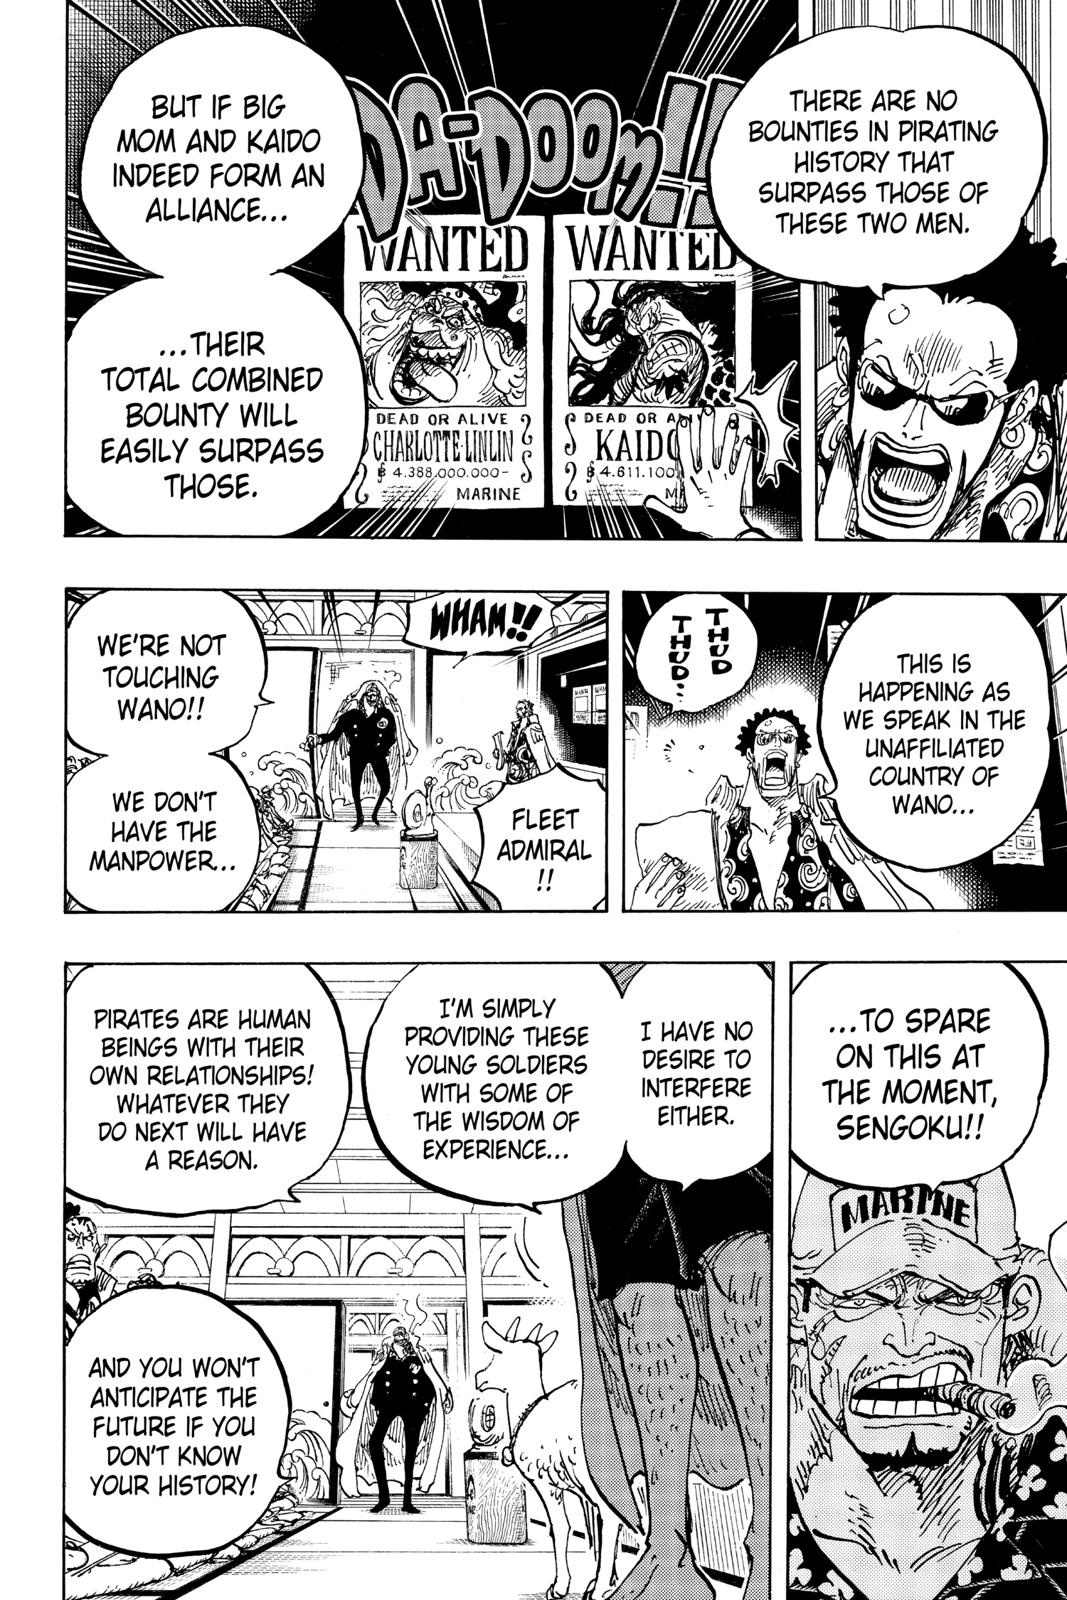 THERE ARE NO
BOUNTIES IN PIRATING
HISTORY THAT
SURPASS THOSE OF
THESE TWO MEN.
DA-DOOM!!
BUT IF BIG
MOM AND KAIDO
INDEED FORM AN
ALLIANCE...
...THEIR
TOTAL COMBINED
BOUNTY WILL
EASILY SURPASS
THOSE.
WANTED
DEAD OR A
KAIDO
฿ 4.611.100
MA
WANTED
DEAD OR ALIVE
CHARLOTTE·LINLIN
฿ 4.388.000.000-
MARINE
THIS IS
HAPPENING AS
WE SPEAK IN THE
UNAFFILIATED
COUNTRY OF
WANO...
THUD
THUD...
WHAM!!
FLEET
ADMIRAL
!!
WE'RE NOT
TOUCHING
WANO!!
WE DON'T
HAVE THE
MANPOWER...
...TO SPARE
ON THIS AT
THE MOMENT,
SENGOKU!!
MARINE
I HAVE NO
DESIRE TO
INTERFERE
EITHER.
I'M SIMPLY
PROVIDING THESE
YOUNG SOLDIERS
WITH SOME OF
THE WISDOM OF
EXPERIENCE...
PIRATES ARE HUMAN
BEINGS WITH THEIR
OWN RELATIONSHIPS!
WHATEVER THEY
DO NEXT WILL HAVE
A REASON.
AND YOU WON'T
ANTICIPATE THE
FUTURE IF YOU
DON'T KNOW
YOUR HISTORY!